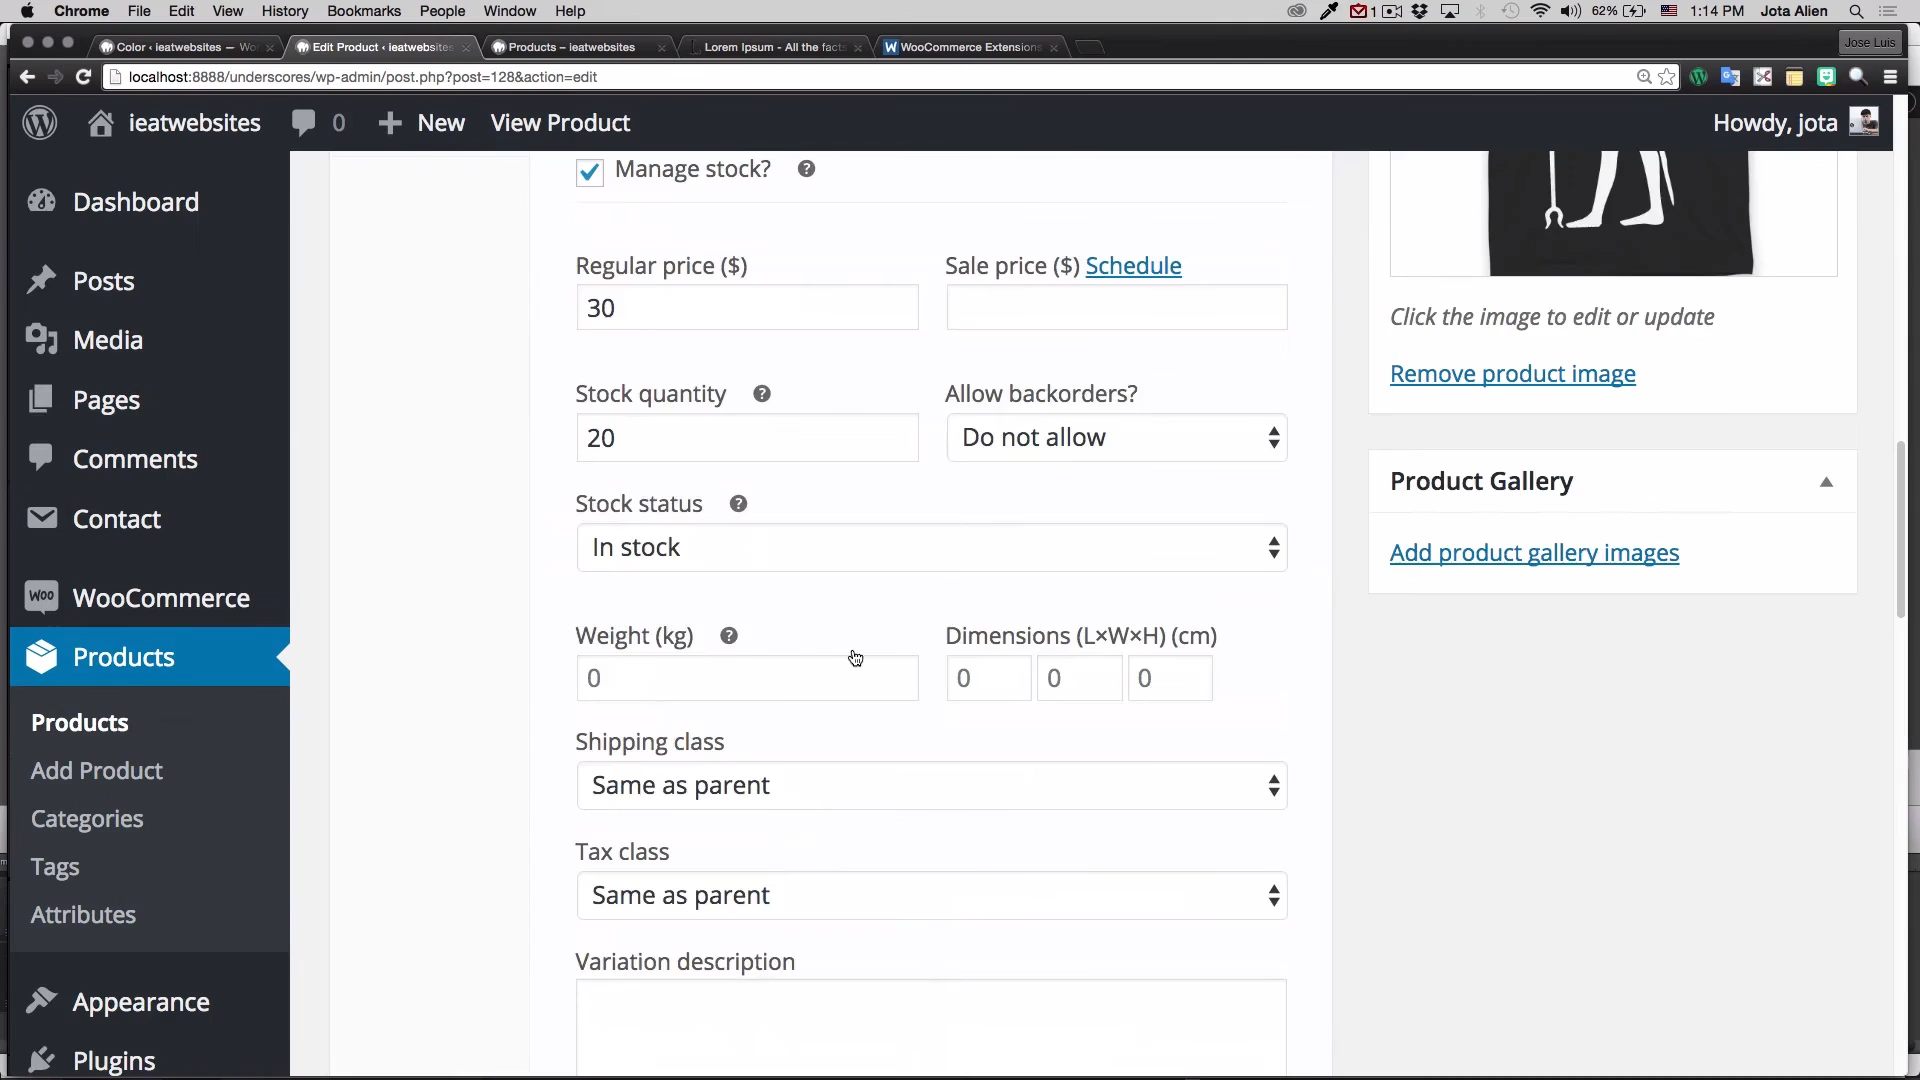 Chrome File Edit View History Bookmarks People Window Help
1 62% 1:14 PM Jota Alien
Color ‹ ieatwebsites — Wo
Edit Product ‹ ieatwebsites
Products – ieatwebsites
Lorem Ipsum - All the facts
WooCommerce Extensions
Jose Luis
localhost:8888/underscores/wp-admin/post.php?post=128&action=edit
ieatwebsites 0 + New View Product
Howdy, jota
Dashboard
Posts
Media
Pages
Comments
Contact
Woo WooCommerce
Products
Products
Add Product
Categories
Tags
Attributes
Appearance
Plugins
Manage stock? ?
Regular price ($)
30
Sale price ($) Schedule
Stock quantity ?
20
Allow backorders?
Do not allow
Stock status ?
In stock
Weight (kg) ?
0
Dimensions (L×W×H) (cm)
0 0 0
Shipping class
Same as parent
Tax class
Same as parent
Variation description
Click the image to edit or update
Remove product image
Product Gallery
Add product gallery images